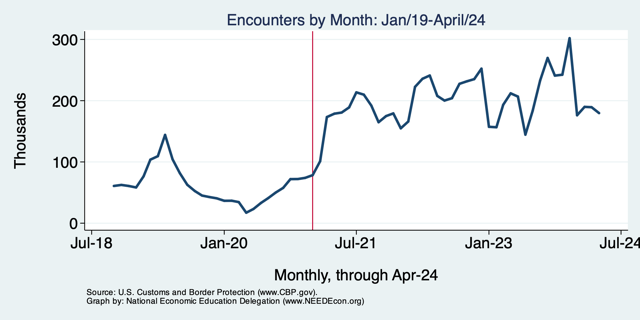 Encounters by Month: Jan/19-April/24
Thousands
300
200
100
0
Jul-18 Jan-20 Jul-21 Jan-23 Jul-24
Monthly, through Apr-24
Source: U.S. Customs and Border Protection (www.CBP.gov).
Graph by: National Economic Education Delegation (www.NEEDEcon.org)